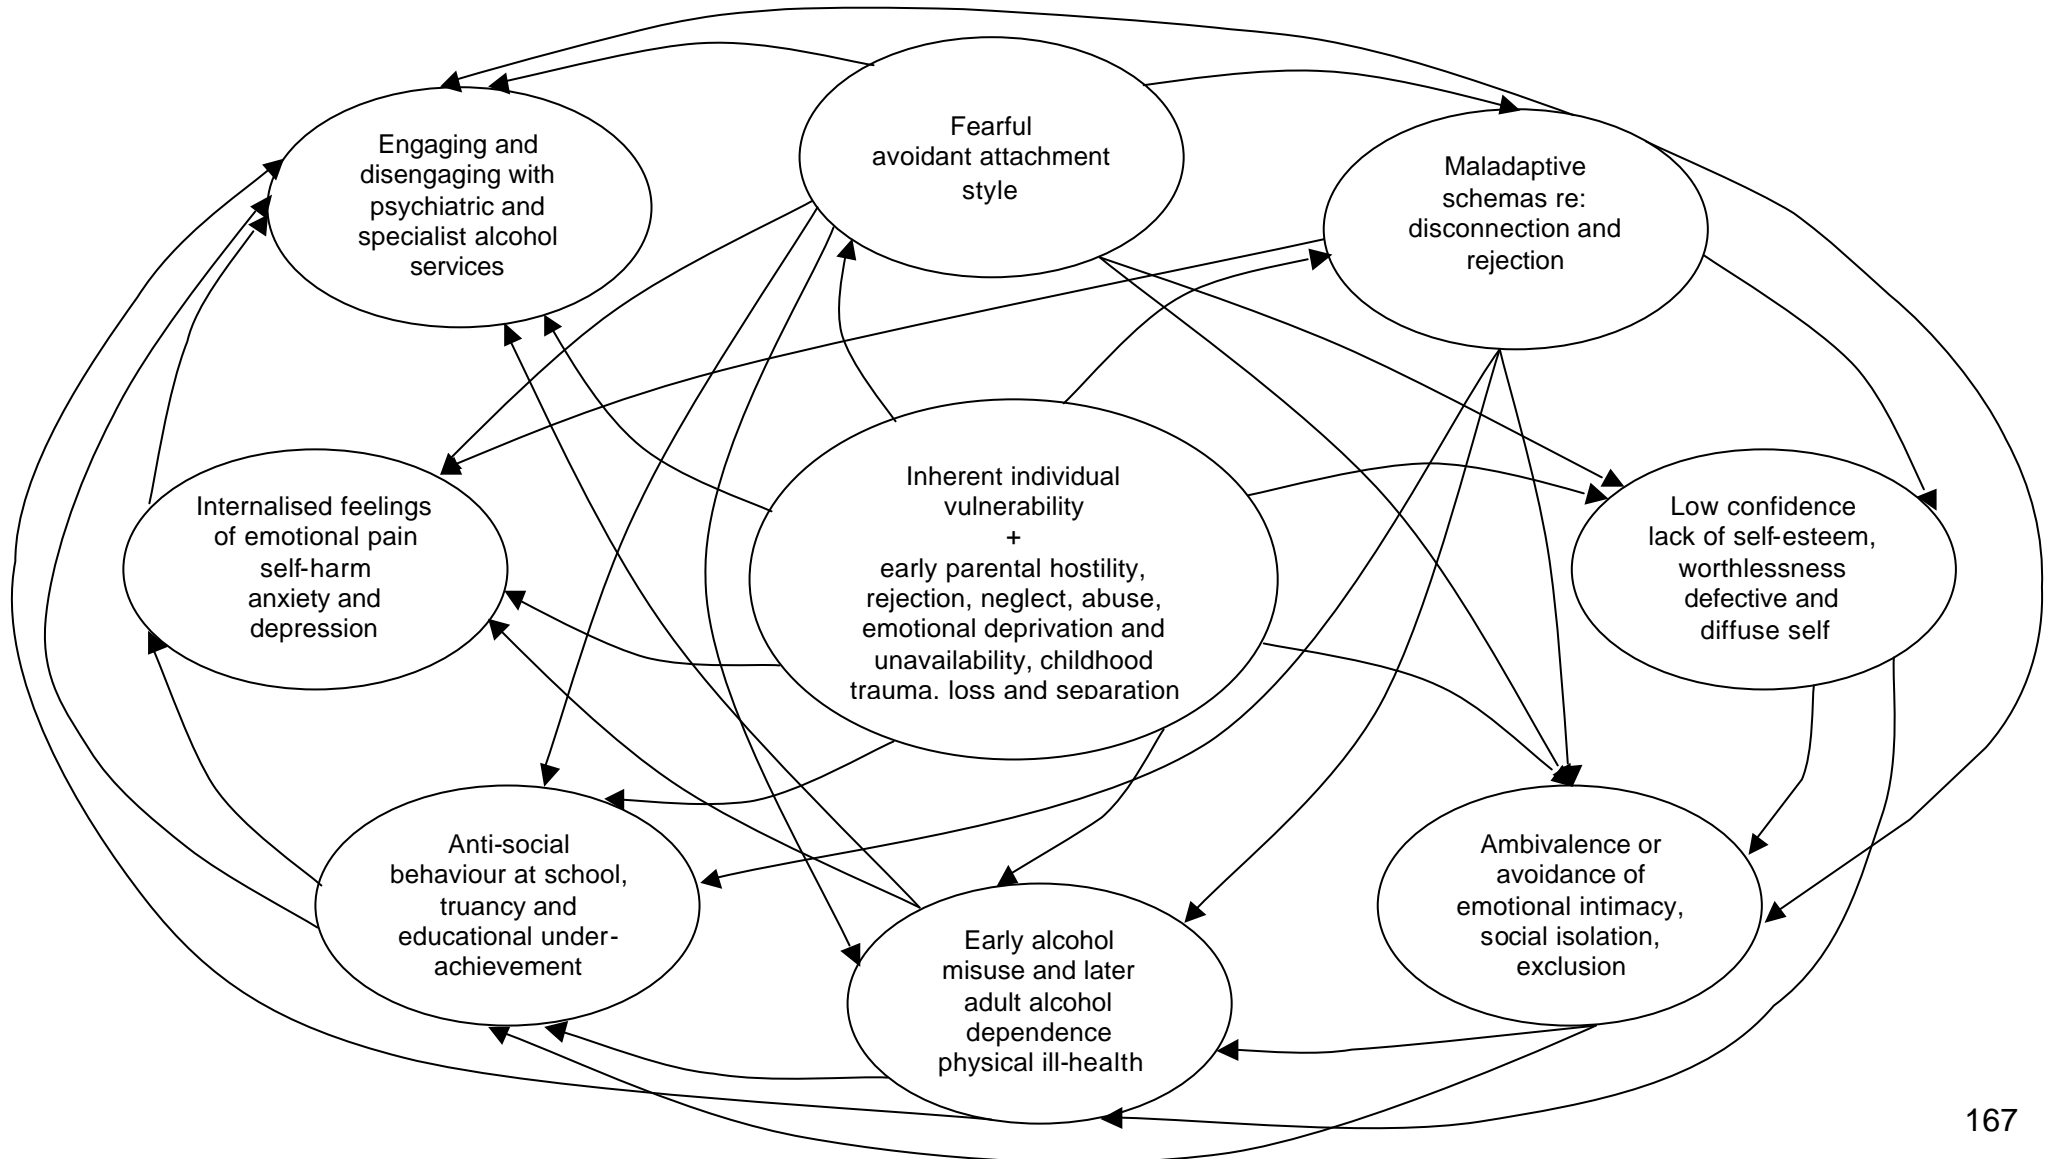 Engaging and
disengaging with
psychiatric and
specialist alcohol
services
Fearful
avoidant attachment
style
Maladaptive
schemas re:
disconnection and
rejection
Internalised feelings
of emotional pain
self-harm
anxiety and
depression
Inherent individual
vulnerability
+
early parental hostility,
rejection, neglect, abuse,
emotional deprivation and
unavailability, childhood
trauma, loss and separation
Low confidence
lack of self-esteem,
worthlessness
defective and
diffuse self
Anti-social
behaviour at school,
truancy and
educational under-
achievement
Early alcohol
misuse and later
adult alcohol
dependence
physical ill-health
Ambivalence or
avoidance of
emotional intimacy,
social isolation,
exclusion
167